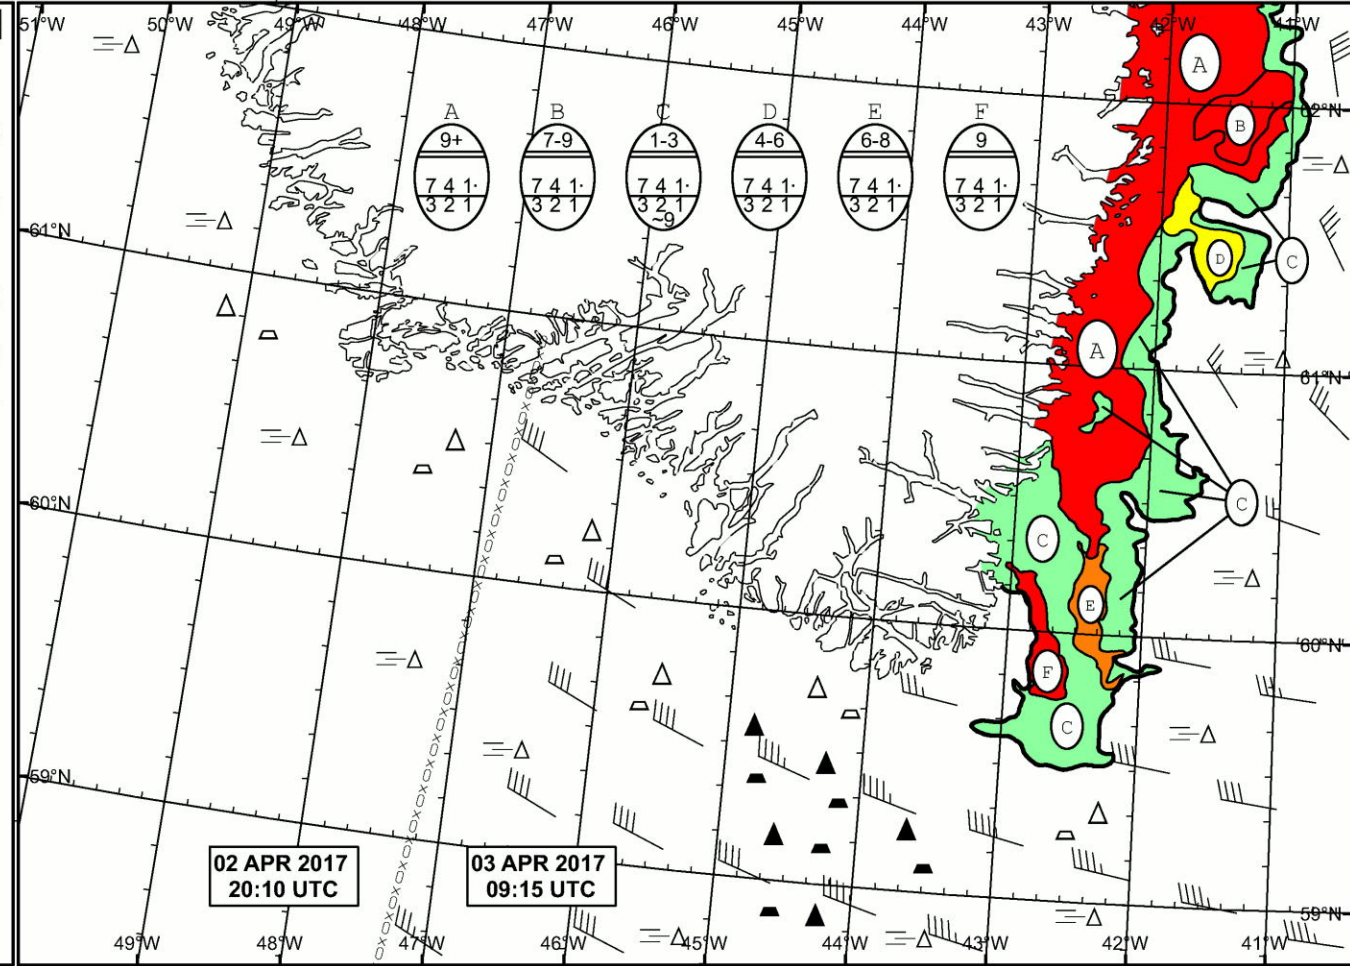 51°W 50°W 49°W 48°W 47°W 46°W 45°W 44°W 43°W 42°W 41°W
A
B
62°N
A B C D E F
9+ 7-9 1-3 4-6 6-8 9
7 4 1· 7 4 1· 7 4 1· 7 4 1· 7 4 1· 7 4 1·
3 2 1 3 2 1 3 2 1 3 2 1 3 2 1 3 2 1
~9
61°N
D
C
A
61°N
60°N
C
C
E
60°N
F
C
59°N
02 APR 2017
20:10 UTC
03 APR 2017
09:15 UTC
59°N
49°W 48°W 47°W 46°W 45°W 44°W 43°W 42°W 41°W